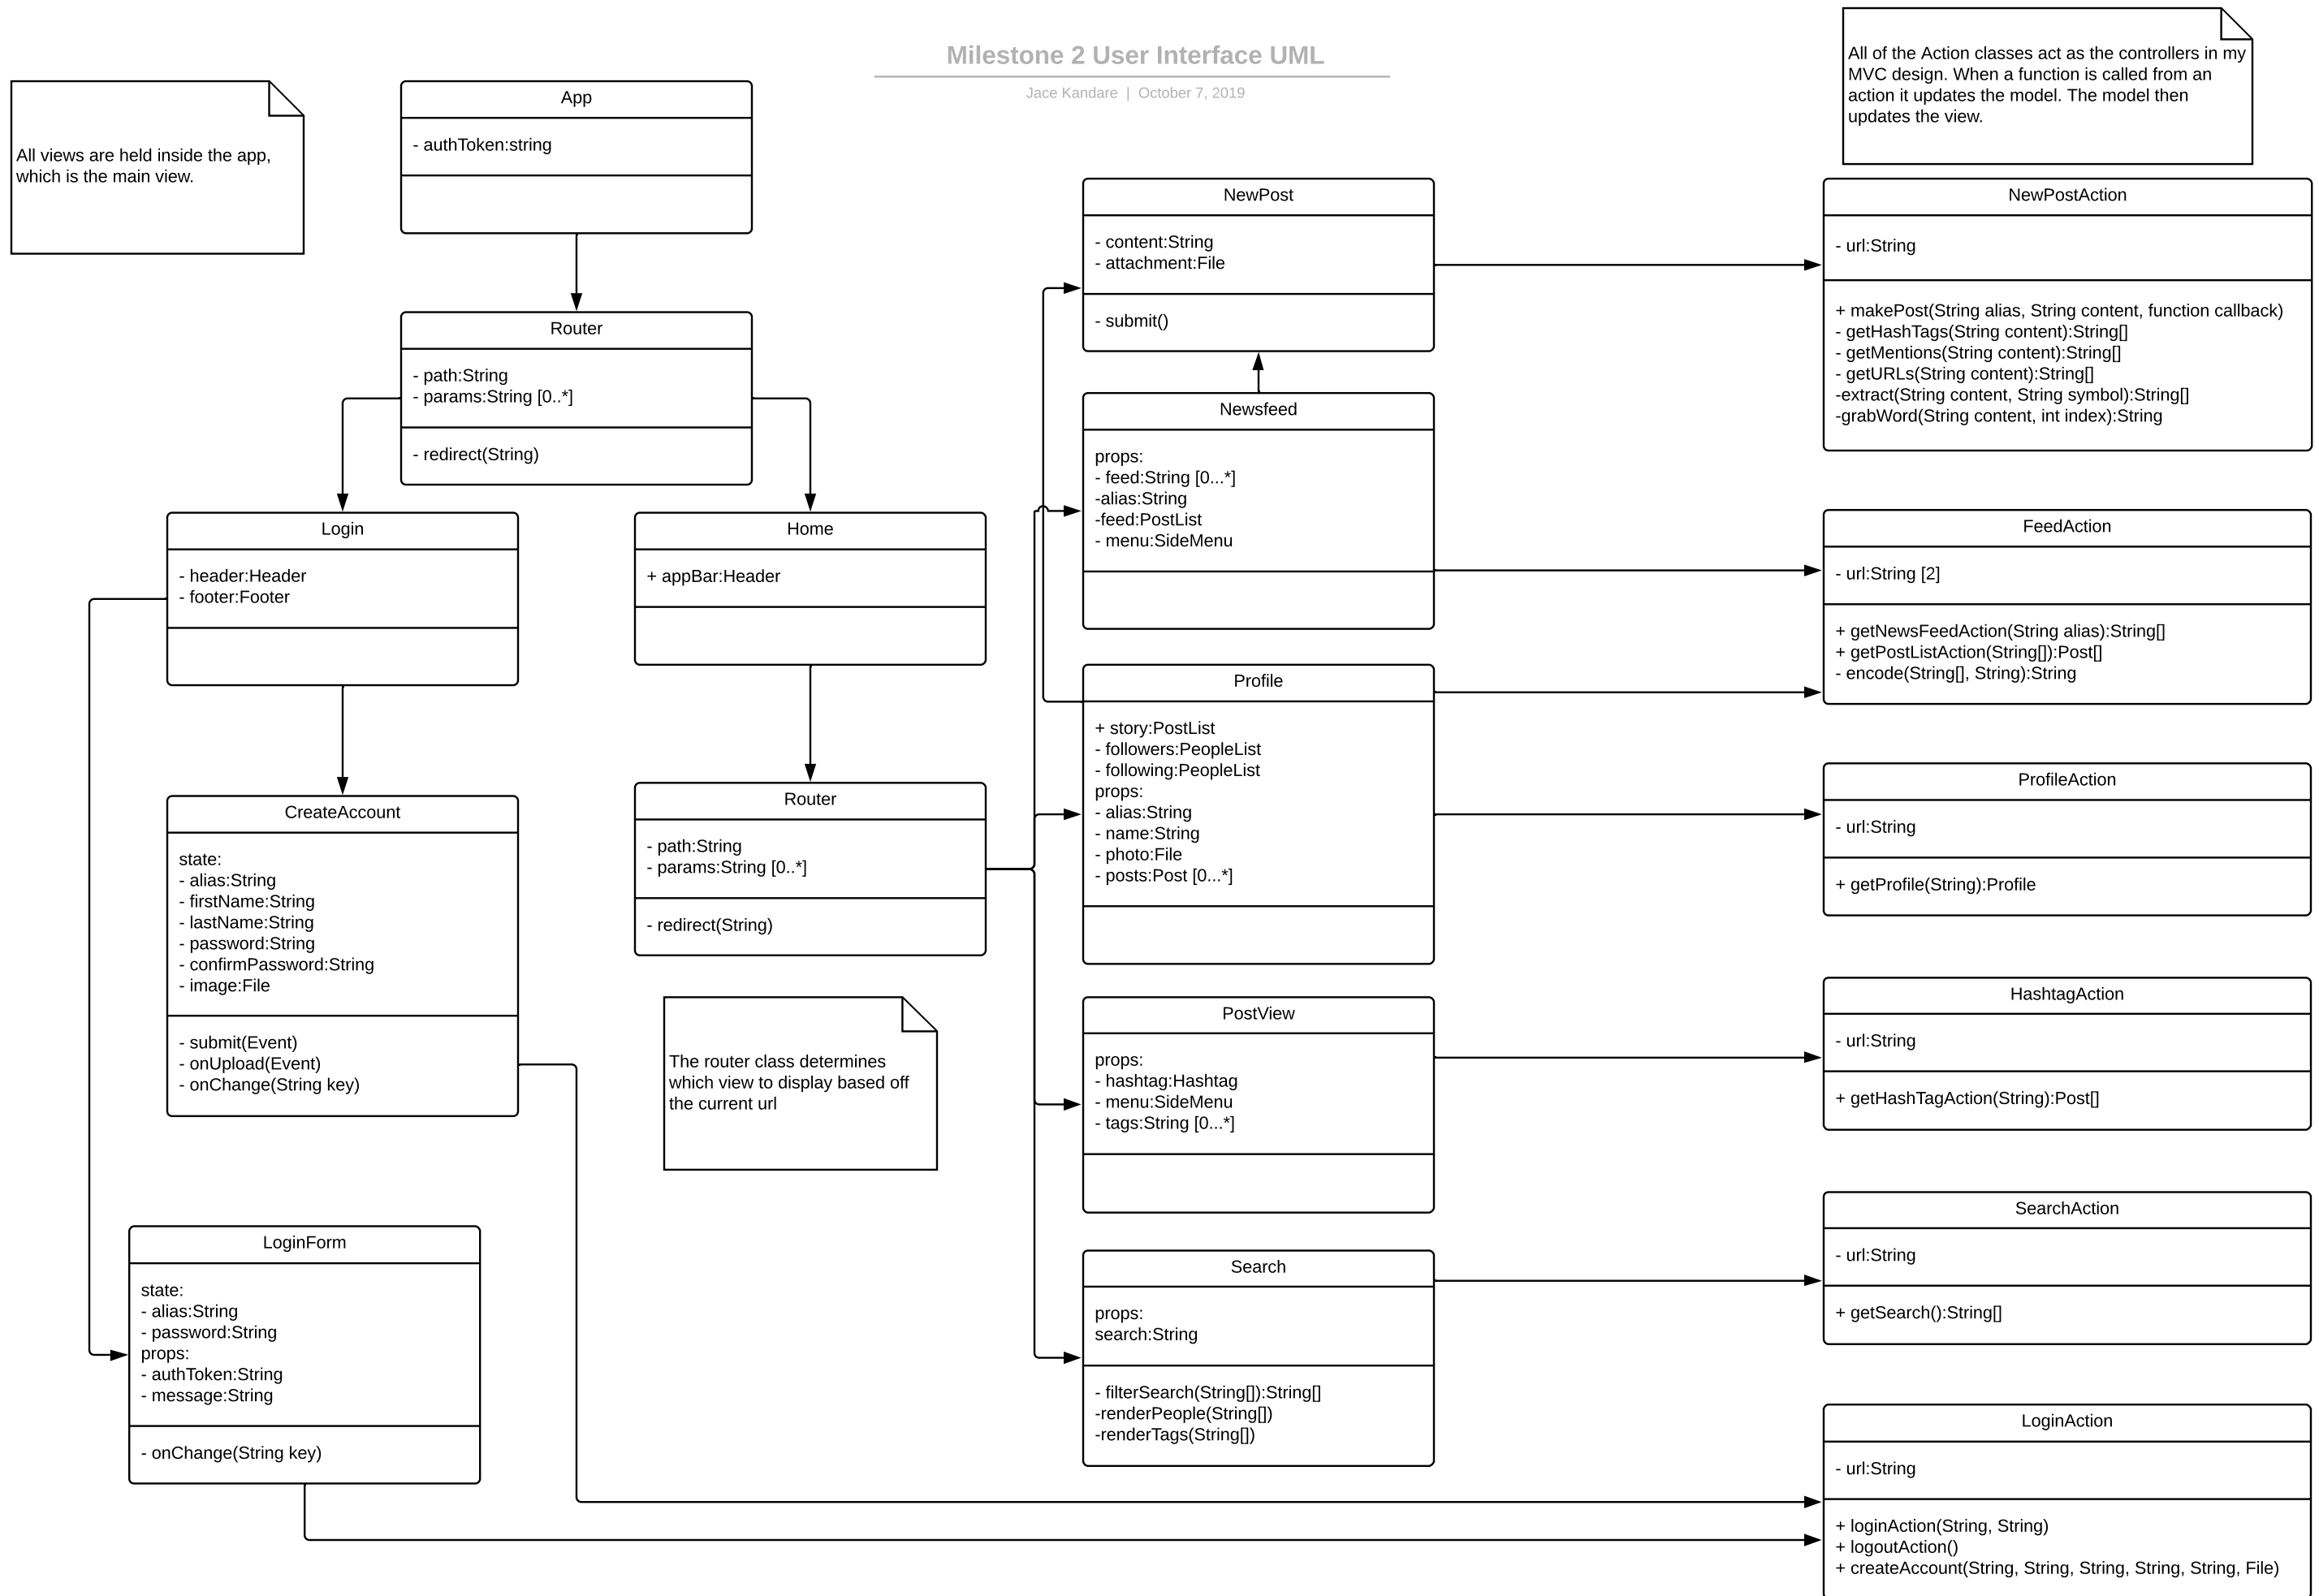 Milestone 2 User Interface UML
Jace Kandare | October 7, 2019
All views are held inside the app,
which is the main view.
All of the Action classes act as the controllers in my
MVC design. When a function is called from an
action it updates the model. The model then
updates the view.
App
- authToken:string
Router
- path:String
- params:String [0..*]
- redirect(String)
Login
- header:Header
- footer:Footer
Home
+ appBar:Header
CreateAccount
state:
- alias:String
- firstName:String
- lastName:String
- password:String
- confirmPassword:String
- image:File
- submit(Event)
- onUpload(Event)
- onChange(String key)
Router
- path:String
- params:String [0..*]
- redirect(String)
The router class determines
which view to display based off
the current url
LoginForm
state:
- alias:String
- password:String
props:
- authToken:String
- message:String
- onChange(String key)
NewPost
- content:String
- attachment:File
- submit()
Newsfeed
props:
- feed:String [0...*]
-alias:String
-feed:PostList
- menu:SideMenu
Profile
+ story:PostList
- followers:PeopleList
- following:PeopleList
props:
- alias:String
- name:String
- photo:File
- posts:Post [0...*]
PostView
props:
- hashtag:Hashtag
- menu:SideMenu
- tags:String [0...*]
Search
props:
search:String
- filterSearch(String[]):String[]
-renderPeople(String[])
-renderTags(String[])
NewPostAction
- url:String
+ makePost(String alias, String content, function callback)
- getHashTags(String content):String[]
- getMentions(String content):String[]
- getURLs(String content):String[]
-extract(String content, String symbol):String[]
-grabWord(String content, int index):String
FeedAction
- url:String [2]
+ getNewsFeedAction(String alias):String[]
+ getPostListAction(String[]):Post[]
- encode(String[], String):String
ProfileAction
- url:String
+ getProfile(String):Profile
HashtagAction
- url:String
+ getHashTagAction(String):Post[]
SearchAction
- url:String
+ getSearch():String[]
LoginAction
- url:String
+ loginAction(String, String)
+ logoutAction()
+ createAccount(String, String, String, String, String, File)